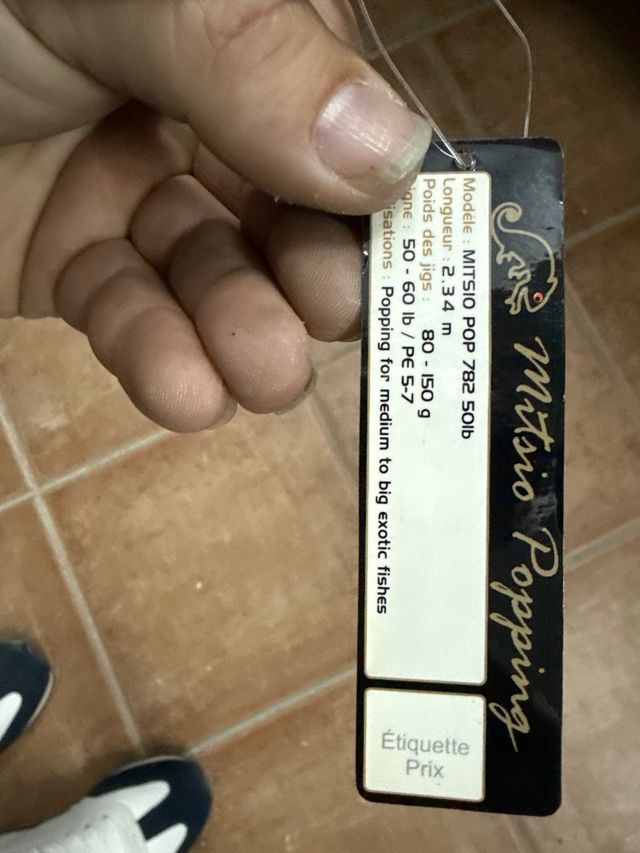 Mitsio Popping
Modèle : MITSIO POP 782 50lb
Longueur : 2.34 m
Poids des jigs : 80 - 150 g
50 - 60 lb / PE 5-7
Popping for medium to big exotic fishes
Étiquette
Prix